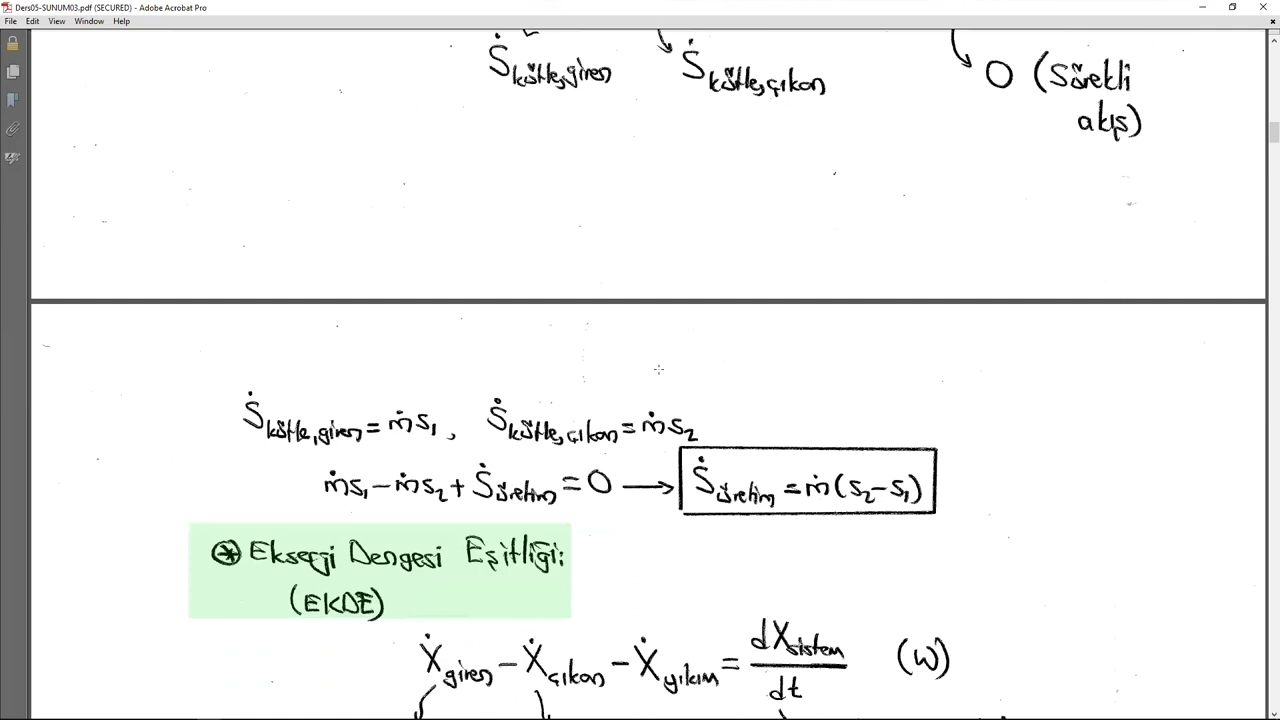 Ders05-SUNUM03.pdf (SECURED) - Adobe Acrobat Pro
File Edit View Window Help
Ṡkütle,giren Ṡkütle,çıkan 0 (Sürekli
akış)
Ṡkütle,giren = ṁs₁, Ṡkütle,çıkan = ṁs₂
ṁs₁ - ṁs₂ + Ṡüretim = 0 → Ṡüretim = ṁ(s₂ - s₁)
⊛ Ekserji Dengesi Eşitliği:
(EKDE)
Ẋgiren - Ẋçıkan - Ẋyıkım = dXsistem/dt (W)